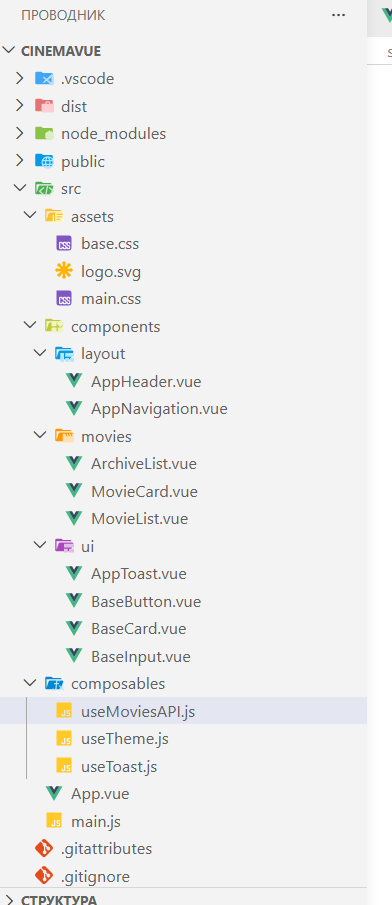 ПРОВОДНИК
CINEMAVUE
.vscode
dist
node_modules
public
src
assets
base.css
logo.svg
main.css
components
layout
AppHeader.vue
AppNavigation.vue
movies
ArchiveList.vue
MovieCard.vue
MovieList.vue
ui
AppToast.vue
BaseButton.vue
BaseCard.vue
BaseInput.vue
composables
useMoviesAPI.js
useTheme.js
useToast.js
App.vue
main.js
.gitattributes
.gitignore
СТРУКТУРА